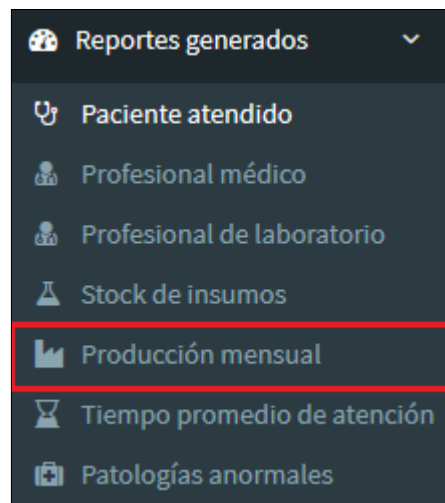 Reportes generados
Paciente atendido
Profesional médico
Profesional de laboratorio
Stock de insumos
Producción mensual
Tiempo promedio de atención
Patologías anormales